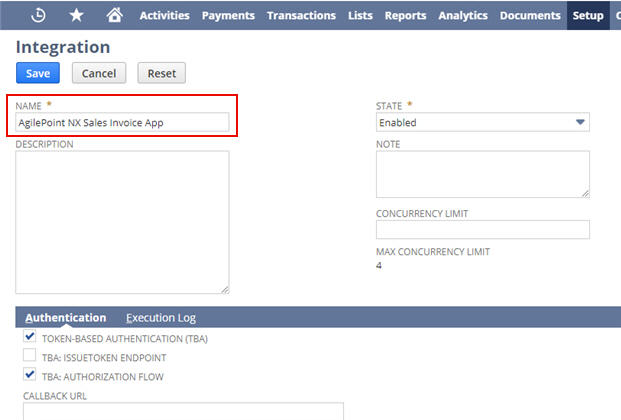 Activities Payments Transactions Lists Reports Analytics Documents Setup
Integration
Save Cancel Reset
NAME *
AgilePoint NX Sales Invoice App
DESCRIPTION
STATE *
Enabled
NOTE
CONCURRENCY LIMIT
MAX CONCURRENCY LIMIT
4
Authentication Execution Log
TOKEN-BASED AUTHENTICATION (TBA)
TBA: ISSUETOKEN ENDPOINT
TBA: AUTHORIZATION FLOW
CALLBACK URL